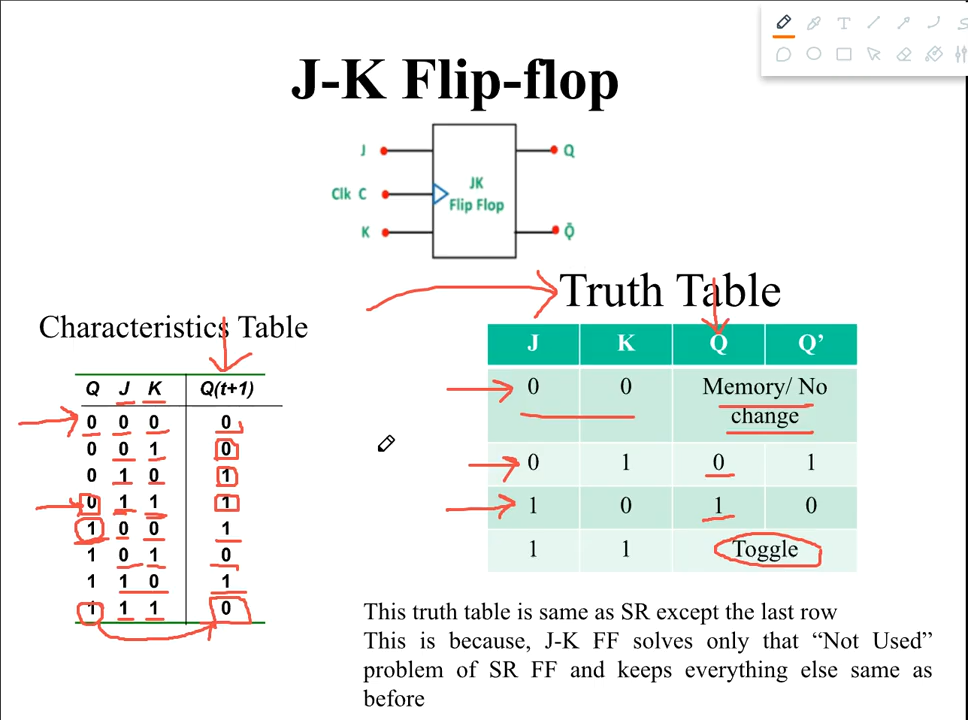 J-K Flip-flop
J
Q
Clk C
JK
Flip Flop
K
Q̄
Truth Table
Characteristics Table
J K Q Q'
0 0 Memory/ No
change
0 1 0 1
1 0 1 0
1 1 Toggle
Q J K Q(t+1)
0 0 0 0
0 0 1 0
0 1 0 1
0 1 1 1
1 0 0 1
1 0 1 0
1 1 0 1
1 1 1 0
This truth table is same as SR except the last row
This is because, J-K FF solves only that “Not Used”
problem of SR FF and keeps everything else same as
before